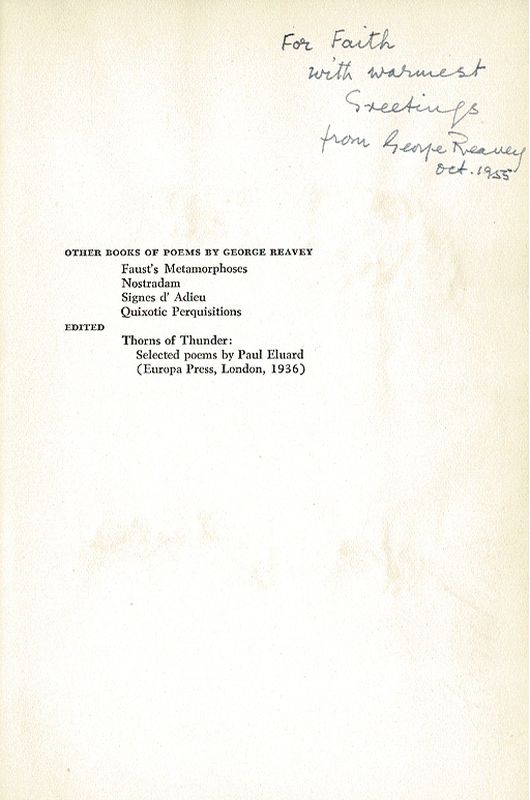 For Faith
with warmest
Greetings
from George Reavey
Oct. 1955
OTHER BOOKS OF POEMS BY GEORGE REAVEY
Faust's Metamorphoses
Nostradam
Signes d' Adieu
Quixotic Perquisitions
EDITED
Thorns of Thunder:
Selected poems by Paul Eluard
(Europa Press, London, 1936)